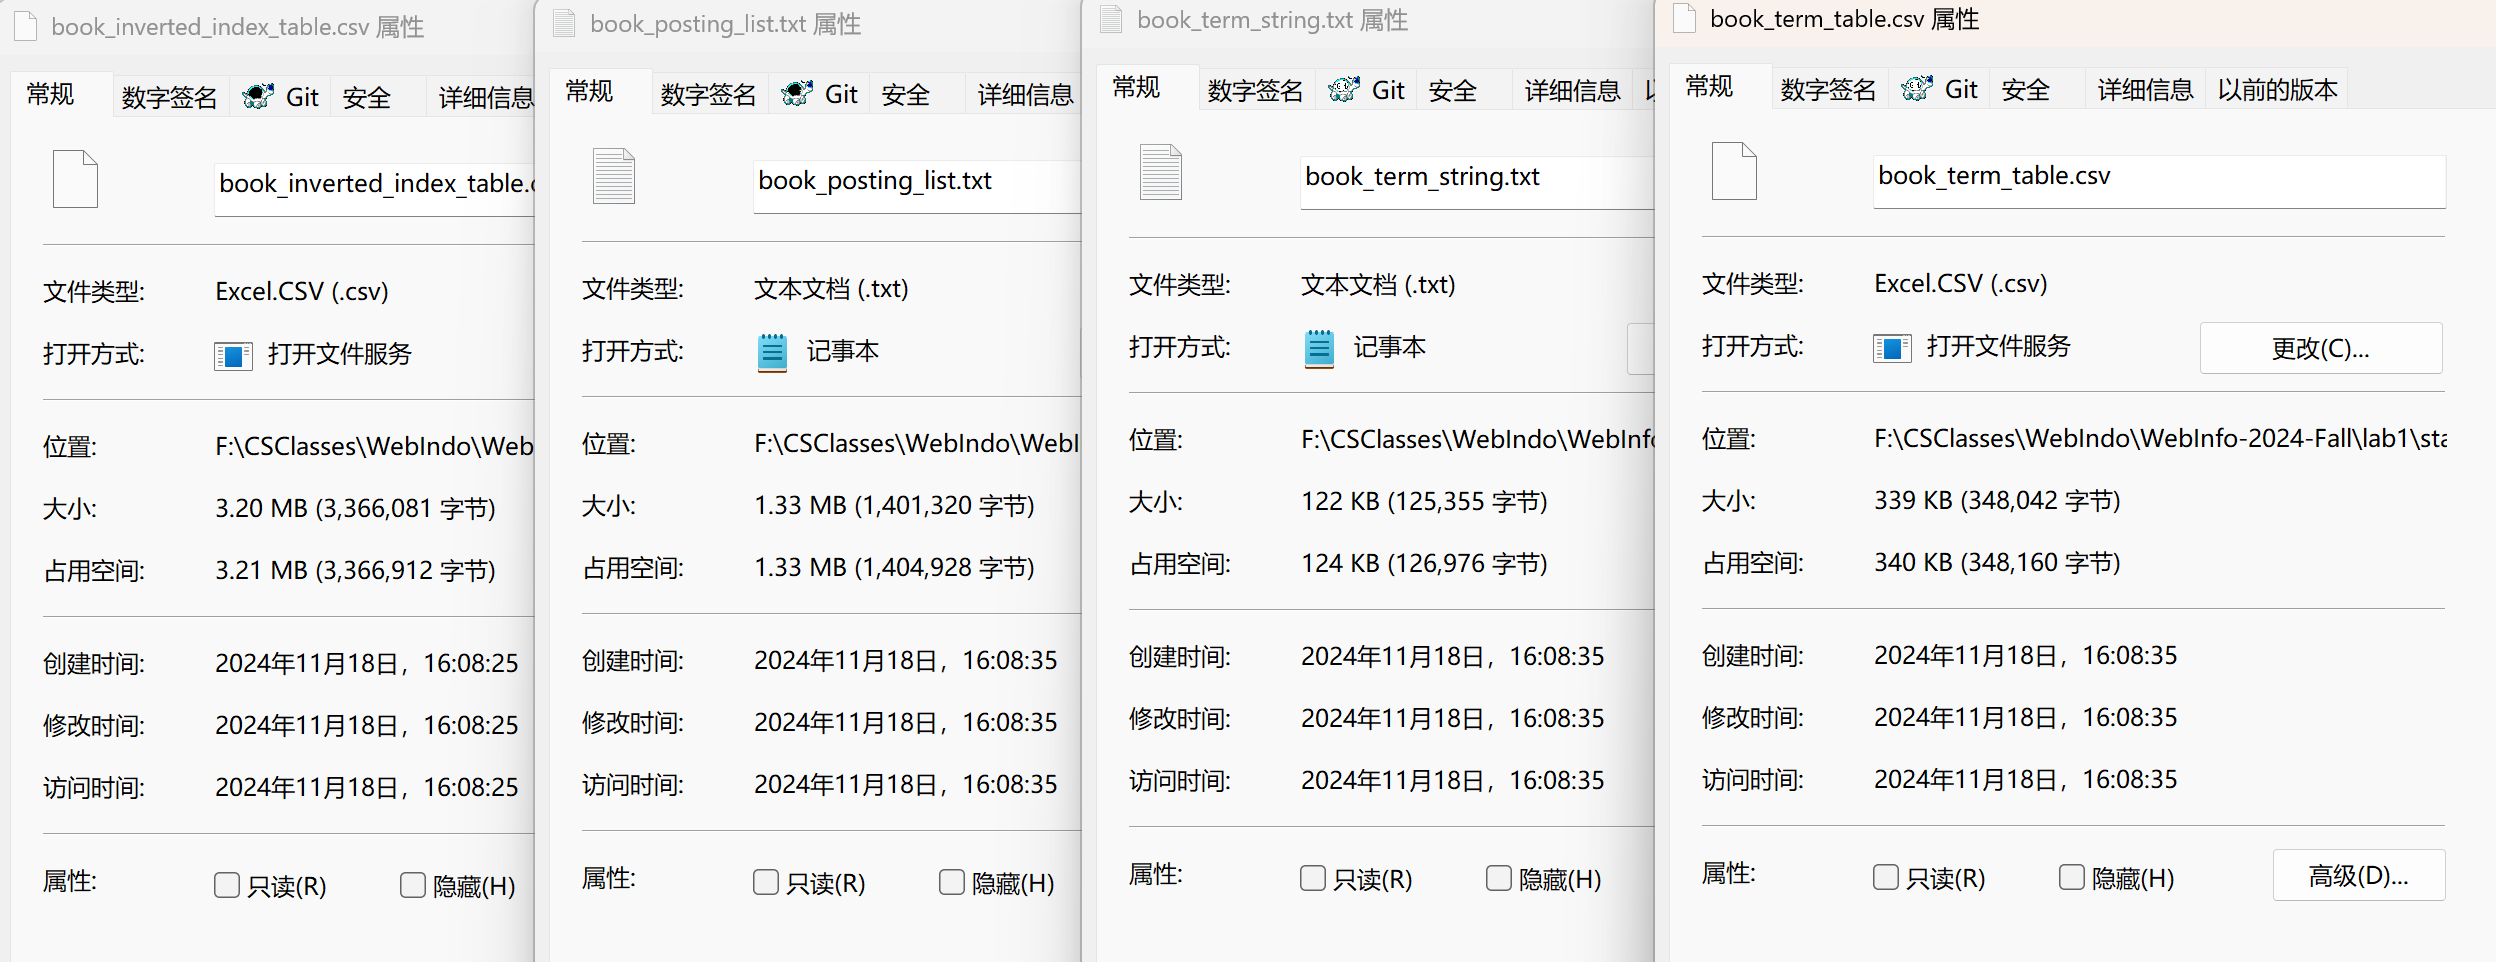 book_inverted_index_table.csv 属性
常规 数字签名 Git 安全 详细信息
book_inverted_index_table.
文件类型: Excel.CSV (.csv)
打开方式: 打开文件服务
位置: F:\CSClasses\WebIndo\Web
大小: 3.20 MB (3,366,081 字节)
占用空间: 3.21 MB (3,366,912 字节)
创建时间: 2024年11月18日，16:08:25
修改时间: 2024年11月18日，16:08:25
访问时间: 2024年11月18日，16:08:25
属性: 只读(R) 隐藏(H)
book_posting_list.txt 属性
常规 数字签名 Git 安全 详细信息
book_posting_list.txt
文件类型: 文本文档 (.txt)
打开方式: 记事本
位置: F:\CSClasses\WebIndo\WebI
大小: 1.33 MB (1,401,320 字节)
占用空间: 1.33 MB (1,404,928 字节)
创建时间: 2024年11月18日，16:08:35
修改时间: 2024年11月18日，16:08:35
访问时间: 2024年11月18日，16:08:35
属性: 只读(R) 隐藏(H)
book_term_string.txt 属性
常规 数字签名 Git 安全 详细信息
book_term_string.txt
文件类型: 文本文档 (.txt)
打开方式: 记事本
位置: F:\CSClasses\WebIndo\WebInfo
大小: 122 KB (125,355 字节)
占用空间: 124 KB (126,976 字节)
创建时间: 2024年11月18日，16:08:35
修改时间: 2024年11月18日，16:08:35
访问时间: 2024年11月18日，16:08:35
属性: 只读(R) 隐藏(H)
book_term_table.csv 属性
常规 数字签名 Git 安全 详细信息 以前的版本
book_term_table.csv
文件类型: Excel.CSV (.csv)
打开方式: 打开文件服务 更改(C)...
位置: F:\CSClasses\WebIndo\WebInfo-2024-Fall\lab1\sta
大小: 339 KB (348,042 字节)
占用空间: 340 KB (348,160 字节)
创建时间: 2024年11月18日，16:08:35
修改时间: 2024年11月18日，16:08:35
访问时间: 2024年11月18日，16:08:35
属性: 只读(R) 隐藏(H) 高级(D)...